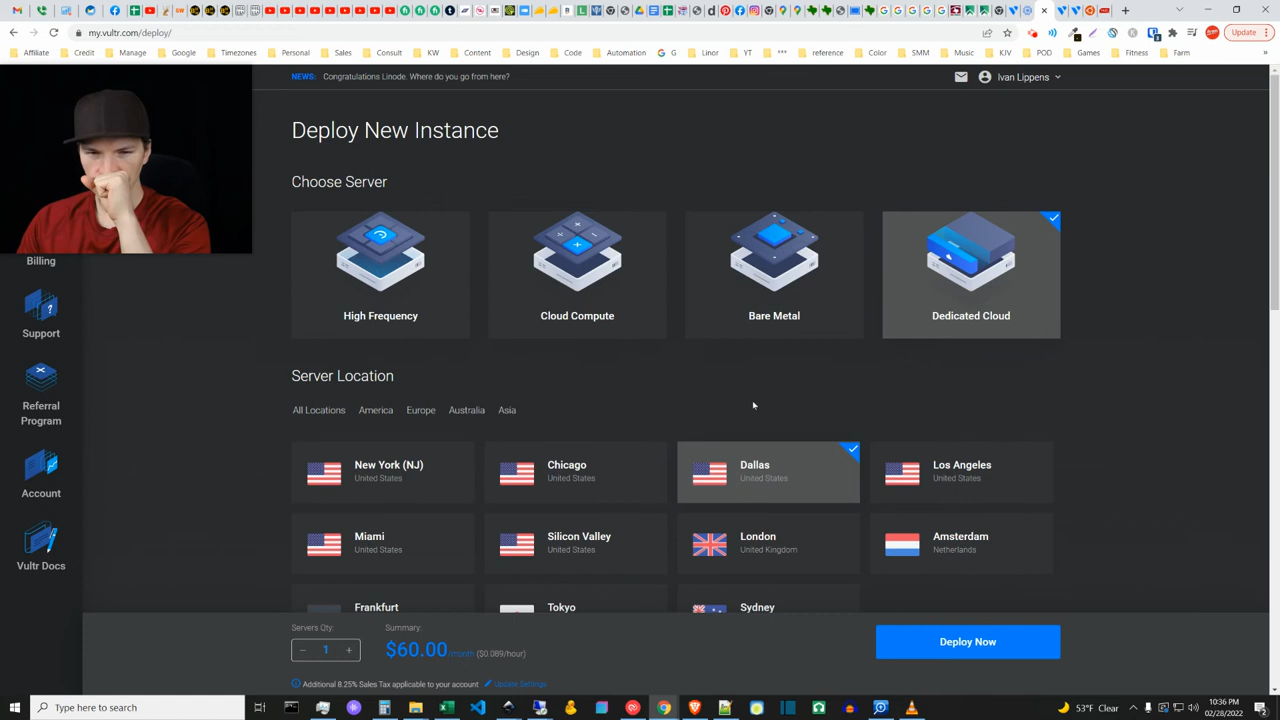 my.vultr.com/deploy/
Update
Affiliate
Credit
Manage
Google
Timezones
Personal
Sales
Consult
KW
Content
Design
Code
Automation
G
Linor
YT
***
reference
Color
SMM
Music
KJV
POD
Games
Fitness
Farm
NEWS: Congratulations Linode. Where do you go from here?
Ivan Lippens
Deploy New Instance
Choose Server
High Frequency
Cloud Compute
Bare Metal
Dedicated Cloud
Billing
Support
Referral
Program
Account
Vultr Docs
Server Location
All Locations
America
Europe
Australia
Asia
New York (NJ)
United States
Chicago
United States
Dallas
United States
Los Angeles
United States
Miami
United States
Silicon Valley
United States
London
United Kingdom
Amsterdam
Netherlands
Frankfurt
Tokyo
Sydney
Servers Qty:
1
Summary:
$60.00/month ($0.089/hour)
Deploy Now
Additional 8.25% Sales Tax applicable to your account
Update Settings
Type here to search
53°F Clear
10:36 PM
02/28/2022